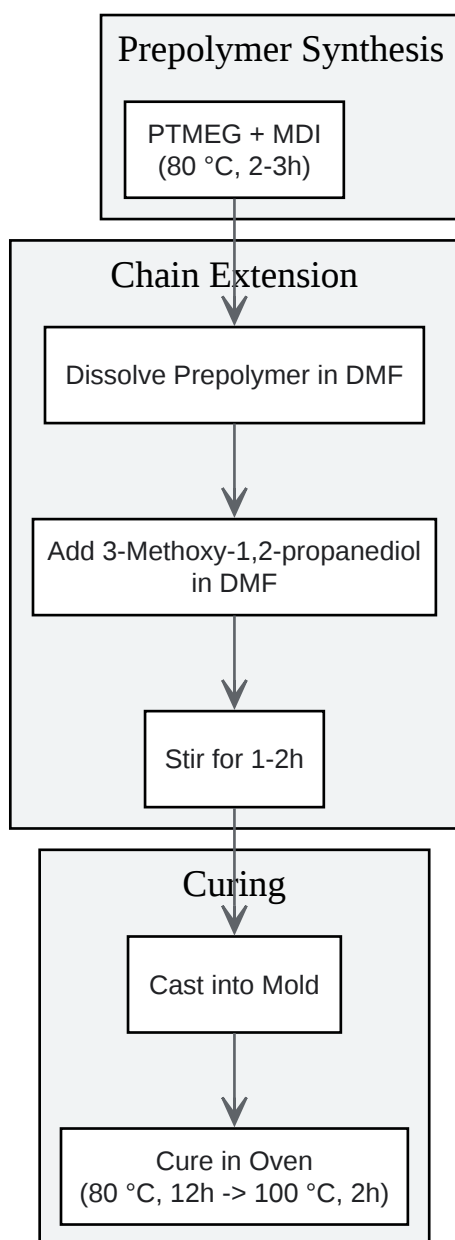 Prepolymer Synthesis
PTMEG + MDI
(80 °C, 2-3h)
Chain Extension
Dissolve Prepolymer in DMF
Add 3-Methoxy-1,2-propanediol
in DMF
Stir for 1-2h
Curing
Cast into Mold
Cure in Oven
(80 °C, 12h -> 100 °C, 2h)